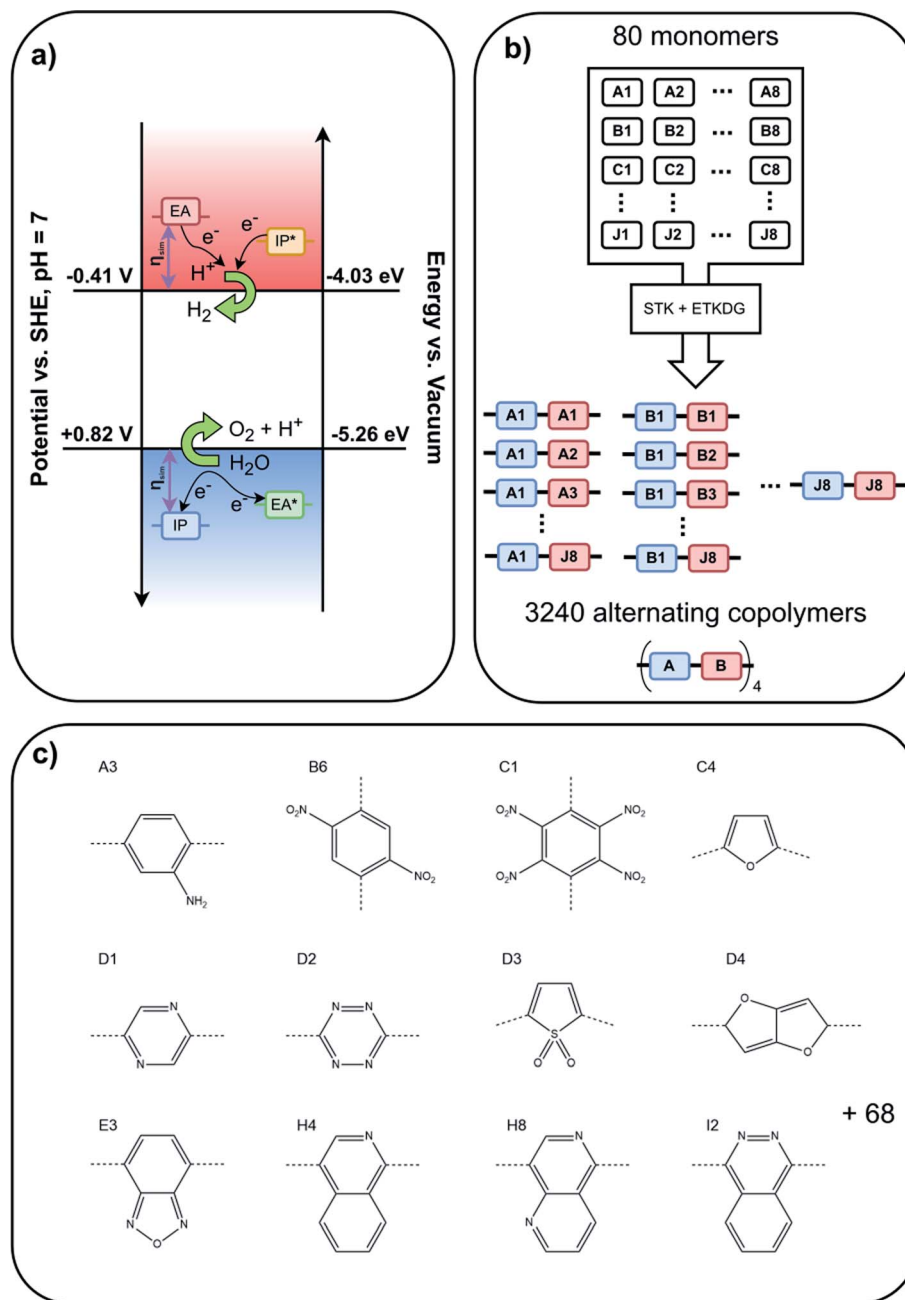 a)
Potential vs. SHE, pH = 7
Energy vs. Vacuum
EA
e-
e-
IP*
ηsim
H+
-0.41 V
-4.03 eV
H2
+0.82 V
-5.26 eV
O2 + H+
H2O
ηsim
e-
e-
EA*
IP
b)
80 monomers
A1 A2 ··· A8
B1 B2 ··· B8
C1 C2 ··· C8
J1 J2 ··· J8
STK + ETKDG
A1 A1 B1 B1
A1 A2 B1 B2
A1 A3 B1 B3 ··· J8 J8
A1 J8 B1 J8
3240 alternating copolymers
( A B )4
c)
A3 B6 C1 C4
O2N NO2
O2N NO2
O2N NO2
NH2
O
D1 D2 D3 D4
N N
N N N N
S
O O
O O
E3 H4 H8 I2
+ 68
N N
O
N
N
N
N N